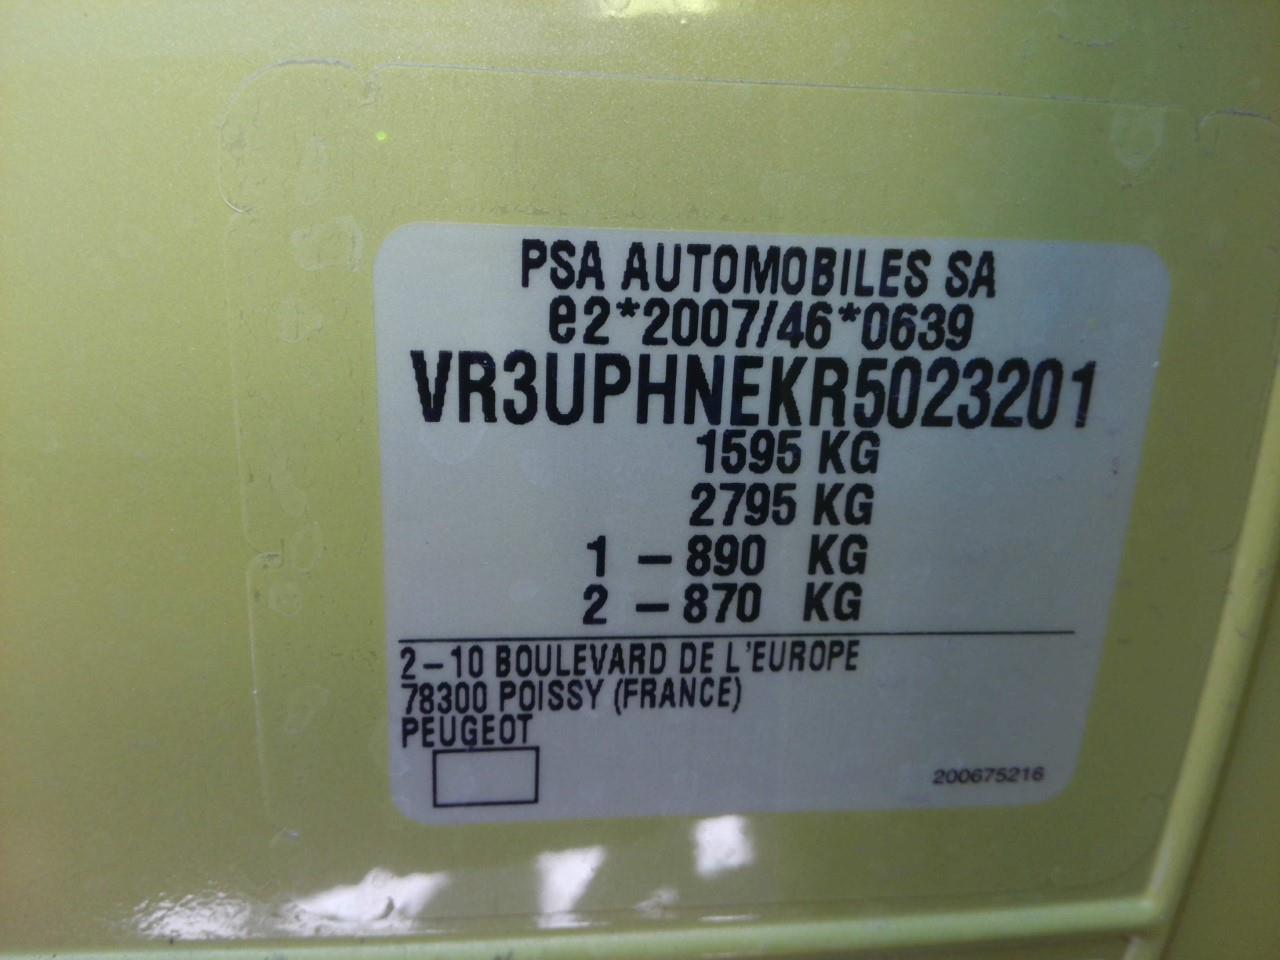 PSA AUTOMOBILES SA
e2*2007/46*0639
VR3UPHNEKR5023201
1595 KG
2795 KG
1 – 890 KG
2 – 870 KG
2–10 BOULEVARD DE L'EUROPE
78300 POISSY (FRANCE)
PEUGEOT
200675216